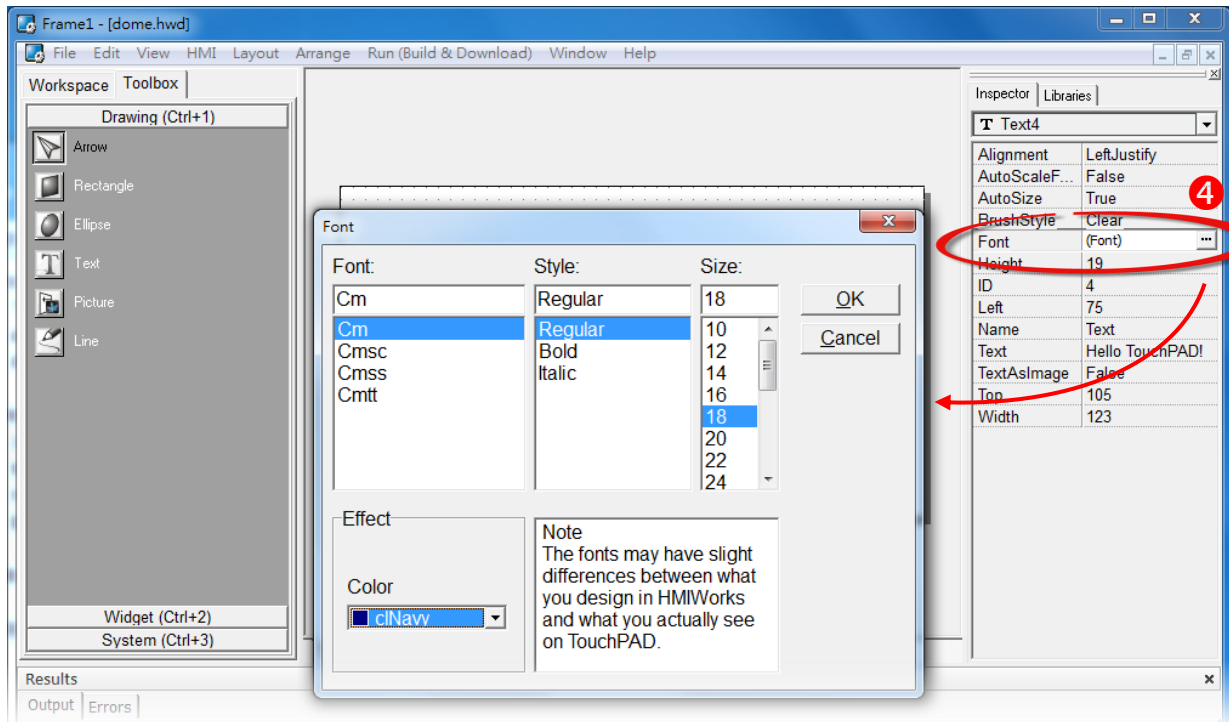 Frame1 - [dome.hwd]
File Edit View HMI Layout Arrange Run (Build & Download) Window Help
Workspace Toolbox
Drawing (Ctrl+1)
Arrow
Rectangle
Ellipse
Text
Picture
Line
Widget (Ctrl+2)
System (Ctrl+3)
Font
Font:
Cm
Cm
Cmsc
Cmss
Cmtt
Style:
Regular
Regular
Bold
Italic
Size:
18
10
12
14
16
18
20
22
24
OK
Cancel
Effect
Color
clNavy
Note
The fonts may have slight
differences between what
you design in HMIWorks
and what you actually see
on TouchPAD.
Inspector Libraries
T Text4
Alignment LeftJustify
AutoScaleF... False
AutoSize True
4
BrushStyle Clear
Font (Font) ...
Height 19
ID 4
Left 75
Name Text
Text Hello TouchPAD!
TextAsImage False
Top 105
Width 123
Results
Output Errors